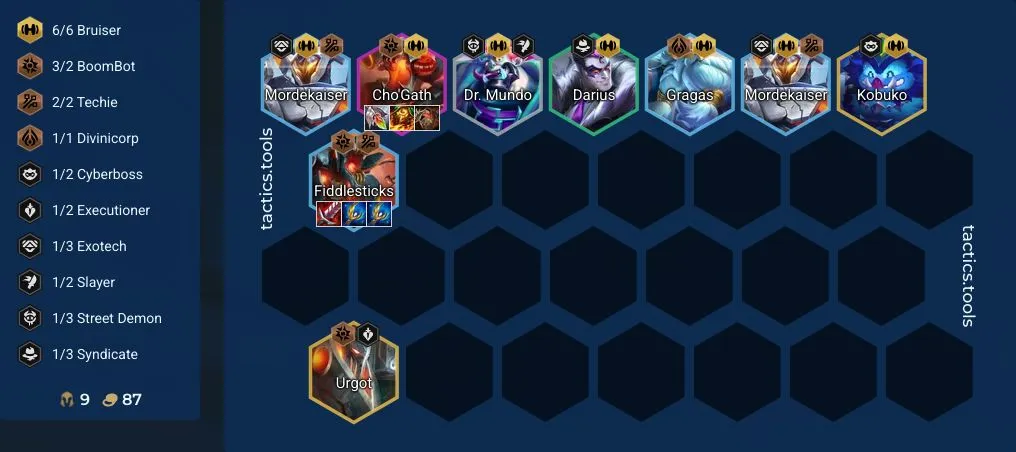 6/6 Bruiser
3/2 BoomBot
2/2 Techie
1/1 Divinicorp
1/2 Cyberboss
1/2 Executioner
1/3 Exotech
1/2 Slayer
1/3 Street Demon
1/3 Syndicate
9 87
Mordekaiser Cho'Gath Dr. Mundo Darius Gragas Mordekaiser Kobuko
tactics.tools
Fiddlesticks
tactics.tools
Urgot